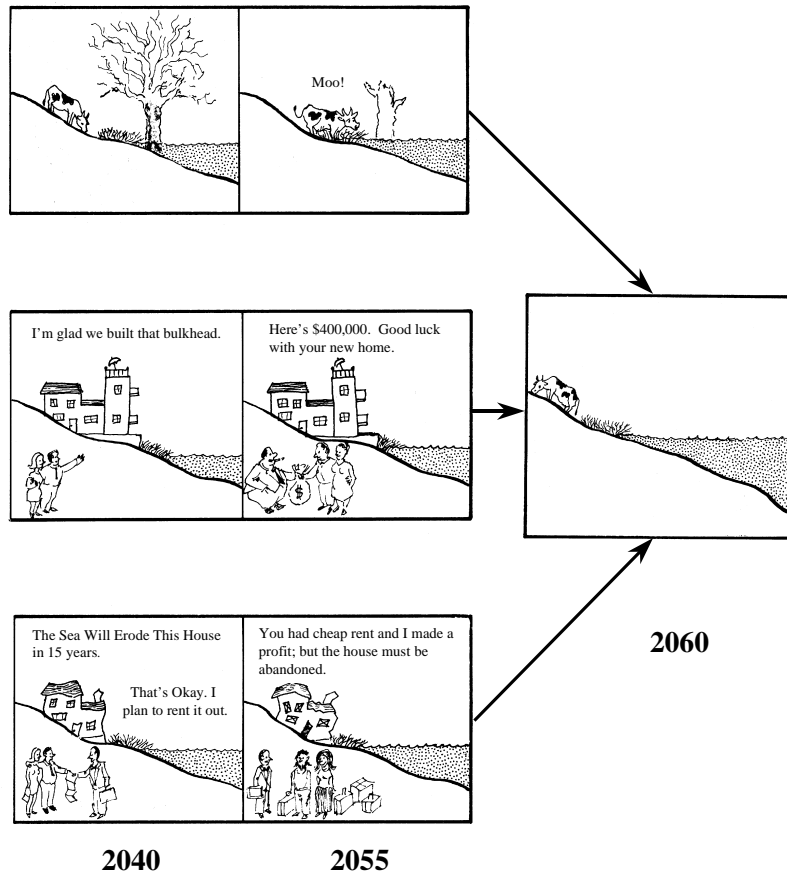 Moo!
I'm glad we built that bulkhead.
Here's $400,000.  Good luck
with your new home.
$
The Sea Will Erode This House
in 15 years.
That's Okay. I
plan to rent it out.
You had cheap rent and I made a
profit; but the house must be
abandoned.
2060
2040
2055